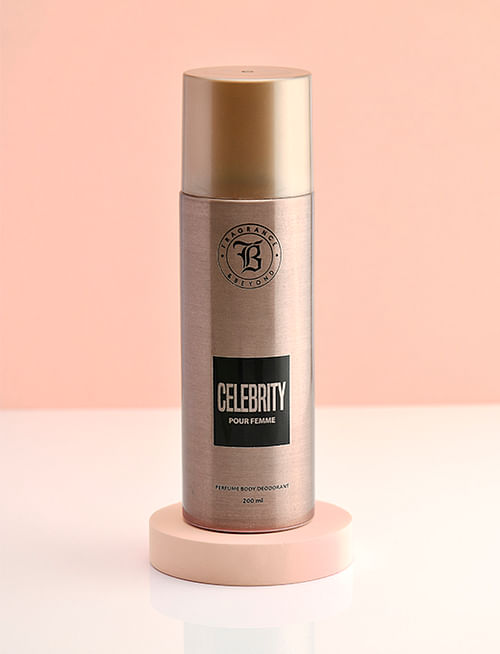 FRAGRANCE
B
& BEYOND
CELEBRITY
POUR FEMME
PERFUME BODY DEODORANT
200 ml